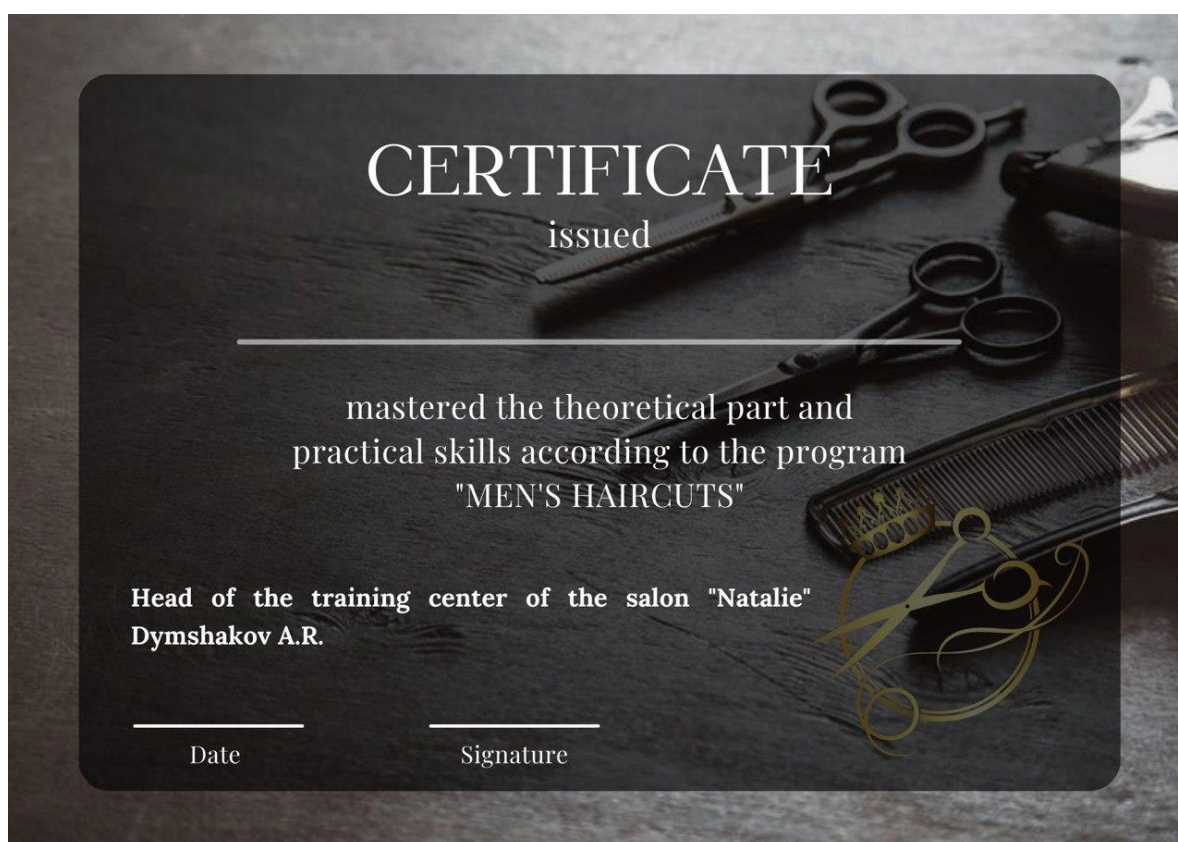 CERTIFICATE
issued
mastered the theoretical part and
practical skills according to the program
"MEN'S HAIRCUTS"
Head of the training center of the salon "Natalie"
Dymshakov A.R.
Date
Signature